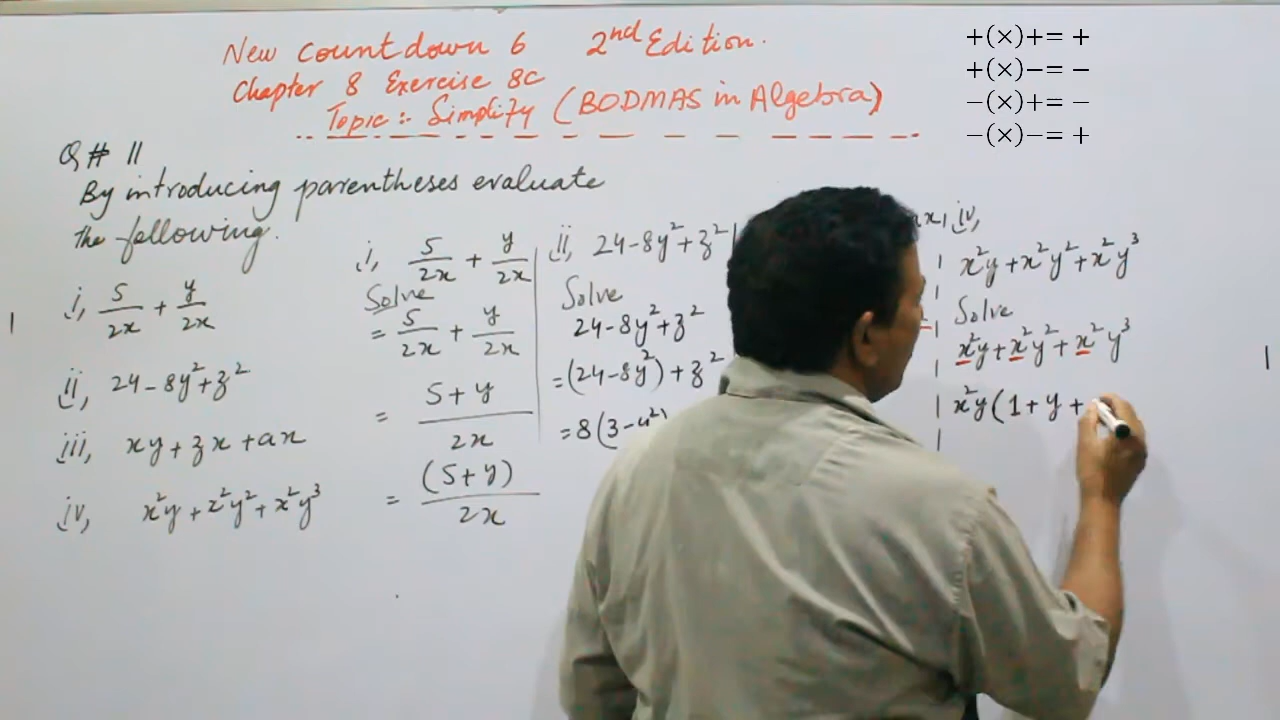 New Countdown 6 2nd Edition.
Chapter 8 Exercise 8C
Topic:- Simplify (BODMAS in Algebra)
+(×)+= +
+(×)−= −
−(×)+= −
−(×)−= +
Q# 11
By introducing parentheses evaluate
the following.
i, 5/2x + y/2x
ii, 24-8y²+z²
iii, xy+zx+ax
iv, x²y+x²y²+x²y³
i, 5/2x + y/2x
Solve
= 5/2x + y/2x
= 5+y/2x
= (5+y)/2x
ii, 24-8y²+z²
Solve
24-8y²+z²
=(24-8y²)+z²
=8(3-y²)
ax
iv,
x²y+x²y²+x²y³
Solve
x²y+x²y²+x²y³
x²y(1+y+